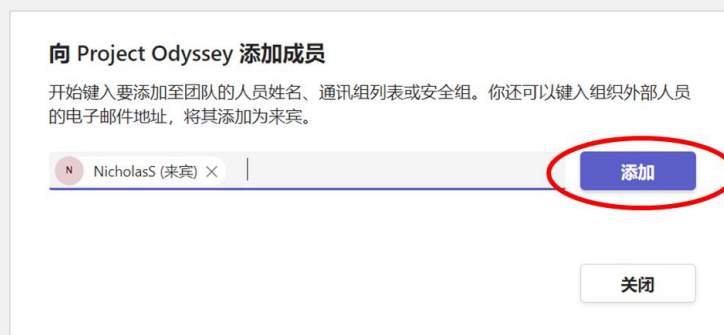 向 Project Odyssey 添加成员
开始键入要添加至团队的人员姓名、通讯组列表或安全组。你还可以键入组织外部人员
的电子邮件地址，将其添加为来宾。
N NicholasS (来宾) × 添加
关闭